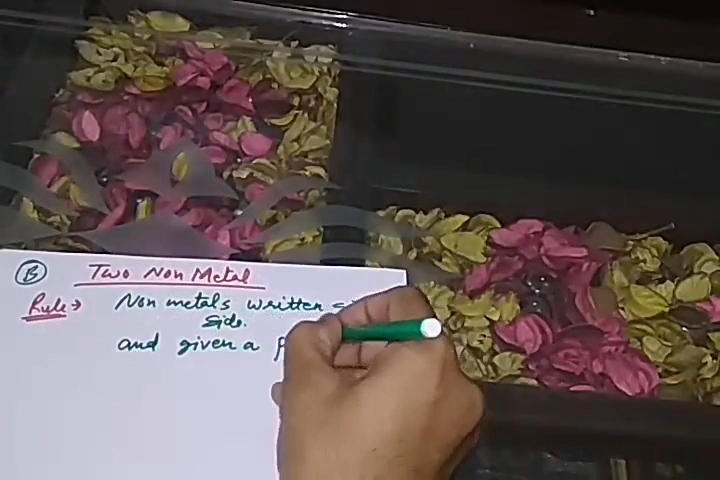 B Two Non Metal
Rule → Non metals written
side.
and given a